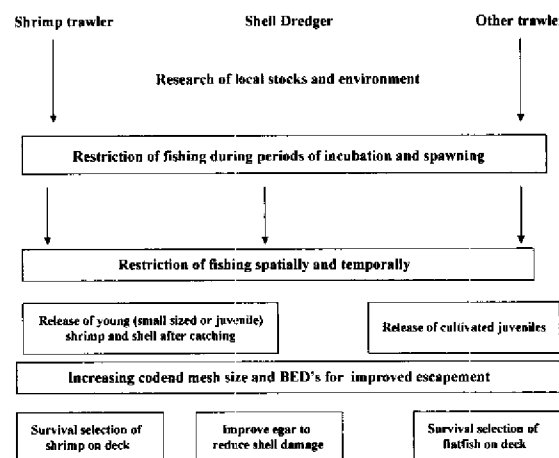 Shrimp trawler Shell Dredger Other trawle
Research of local stocks and environment
Restriction of fishing during periods of incubation and spawning
Restriction of fishing spatially and temporally
Release of young (small sized or juvenile)
shrimp and shell after catching
Release of cultivated juveniles
Increasing codend mesh size and BED's for improved escapement
Survival selection of
shrimp on deck
Improve egar to
reduce shell damage
Survival selection of
flatfish on deck